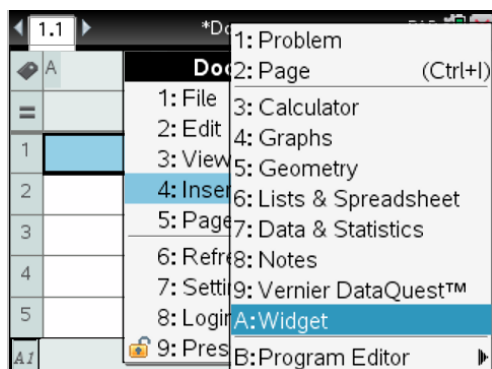 1.1 *Do
1: Problem
2: Page (Ctrl+I)
3: Calculator
4: Graphs
5: Geometry
6: Lists & Spreadsheet
7: Data & Statistics
8: Notes
9: Vernier DataQuest™
A: Widget
B: Program Editor
Doc
1: File
2: Edit
3: View
4: Inser
5: Page
6: Refre
7: Settin
8: Login
9: Pres
A
=
1
2
3
4
5
A1